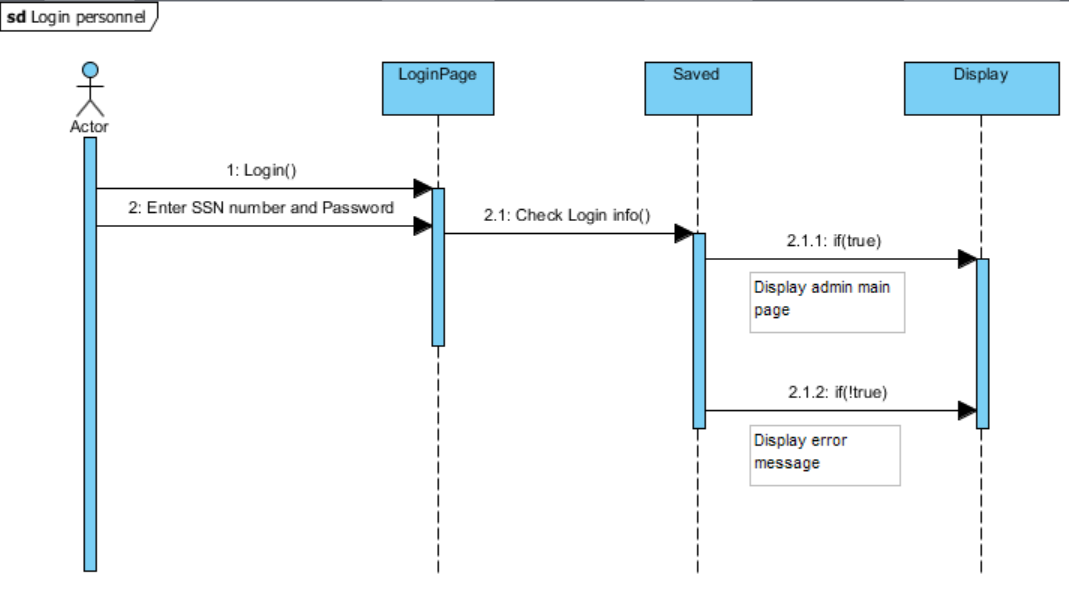 sd Login personnel
LoginPage
Saved
Display
Actor
1: Login()
2: Enter SSN number and Password
2.1: Check Login info()
2.1.1: if(true)
Display admin main
page
2.1.2: if(!true)
Display error
message